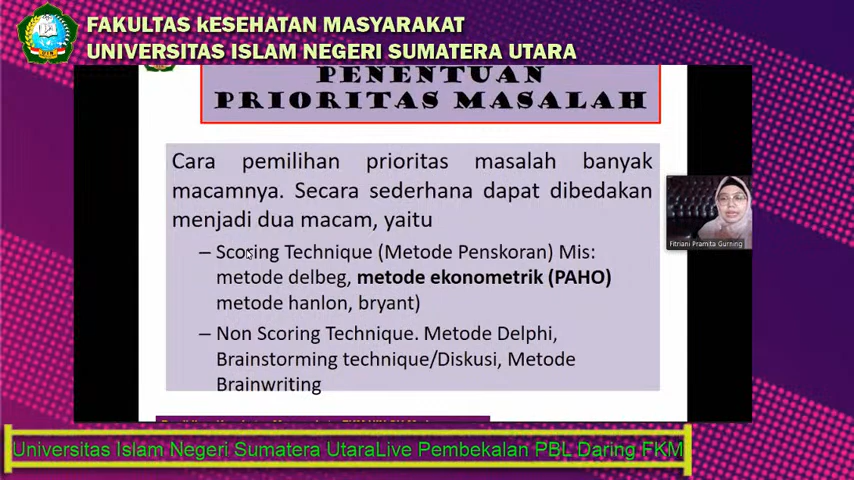 FAKULTAS kESEHATAN MASYARAKAT
UNIVERSITAS ISLAM NEGERI SUMATERA UTARA
PENENTUAN
PRIORITAS MASALAH
Cara pemilihan prioritas masalah banyak
macamnya. Secara sederhana dapat dibedakan
menjadi dua macam, yaitu
– Scoring Technique (Metode Penskoran) Mis:
metode delbeg, metode ekonometrik (PAHO)
metode hanlon, bryant)
– Non Scoring Technique. Metode Delphi,
Brainstorming technique/Diskusi, Metode
Brainwriting
Fitriani Pramita Gurning
Universitas Islam Negeri Sumatera UtaraLive Pembekalan PBL Daring FKM